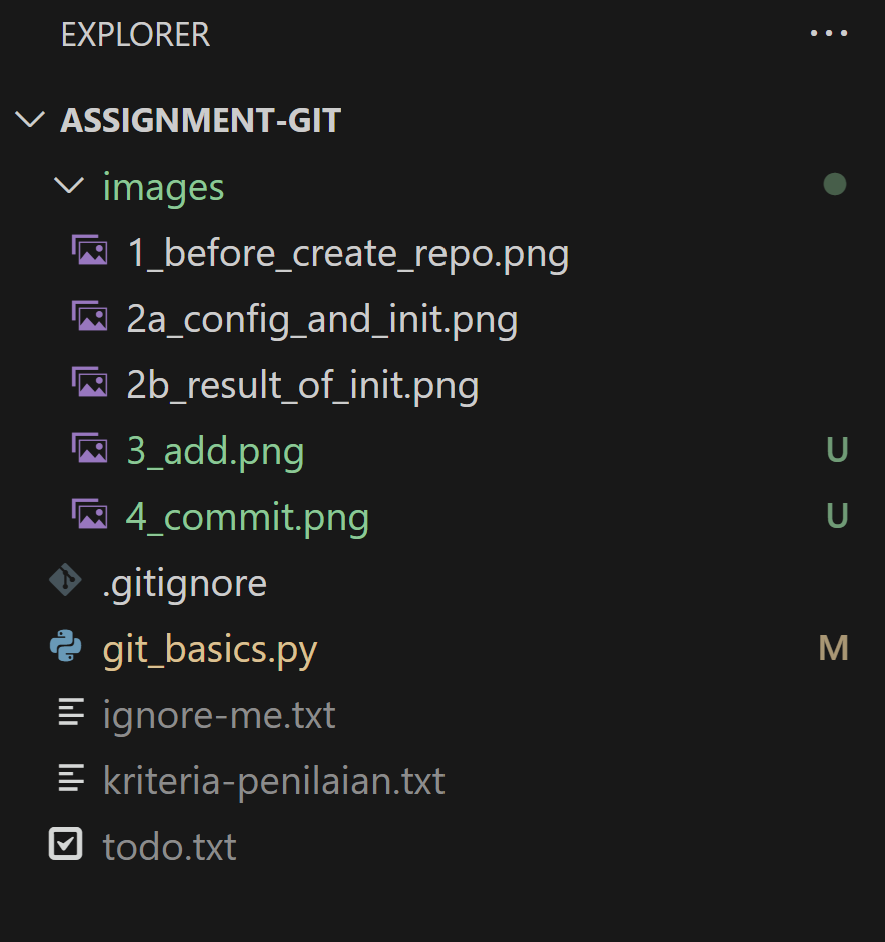 EXPLORER ...
ASSIGNMENT-GIT
images
1_before_create_repo.png
2a_config_and_init.png
2b_result_of_init.png
3_add.png U
4_commit.png U
.gitignore
git_basics.py M
ignore-me.txt
kriteria-penilaian.txt
todo.txt